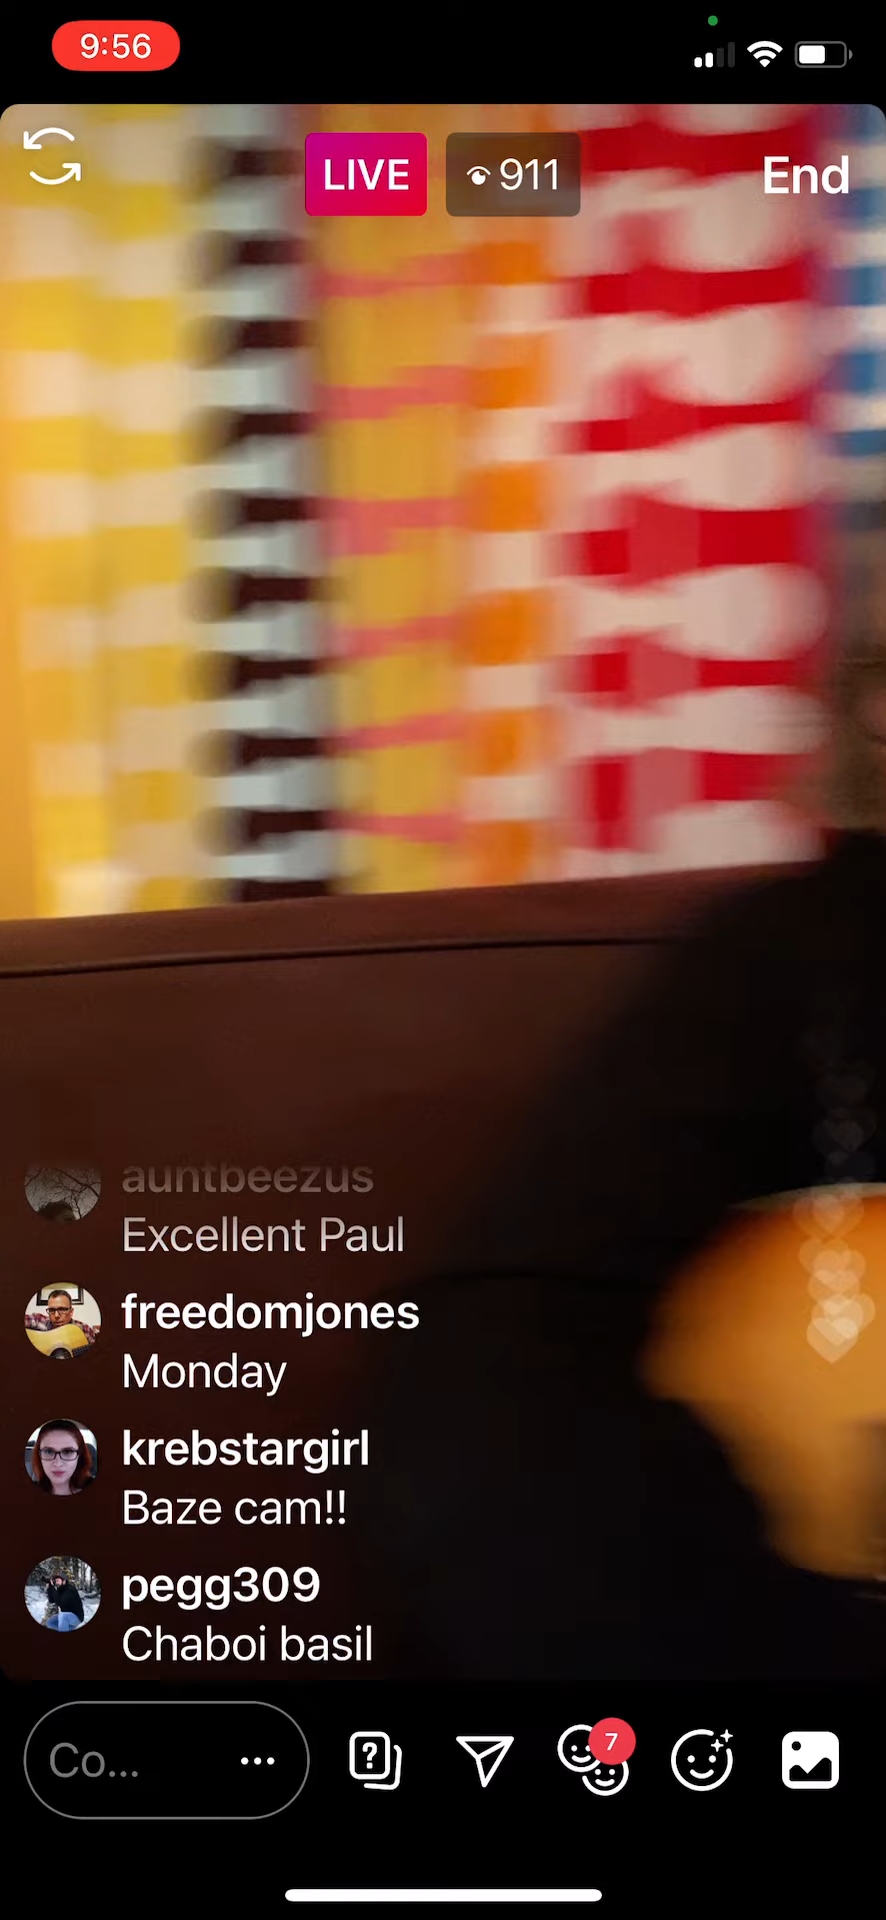 9:56
LIVE
911
End
auntbeezus
Excellent Paul
freedomjones
Monday
krebstargirl
Baze cam!!
pegg309
Chaboi basil
Co...
...
?
7